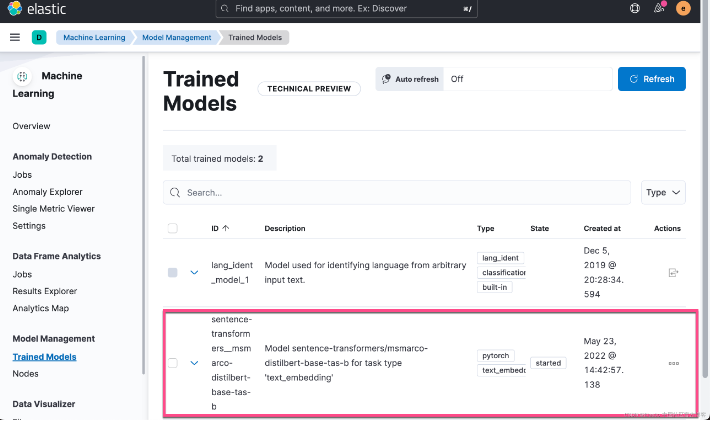 elastic
Find apps, content, and more. Ex: Discover
⌘/
e
D
Machine Learning
Model Management
Trained Models
Machine
Learning
Overview
Anomaly Detection
Jobs
Anomaly Explorer
Single Metric Viewer
Settings
Data Frame Analytics
Jobs
Results Explorer
Analytics Map
Model Management
Trained Models
Nodes
Data Visualizer
Trained
Models
TECHNICAL PREVIEW
Auto refresh
Off
Refresh
Total trained models: 2
Search...
Type
ID ↑
Description
Type
State
Created at
Actions
lang_ident
_model_1
Model used for identifying language from arbitrary
input text.
lang_ident
classification
built-in
Dec 5,
2019 @
20:28:34.
594
sentence-
transform
ers__msm
arco-
distilbert-
base-tas-
b
Model sentence-transformers/msmarco-
distilbert-base-tas-b for task type
'text_embedding'
pytorch
text_embedd
started
May 23,
2022 @
14:42:57.
138